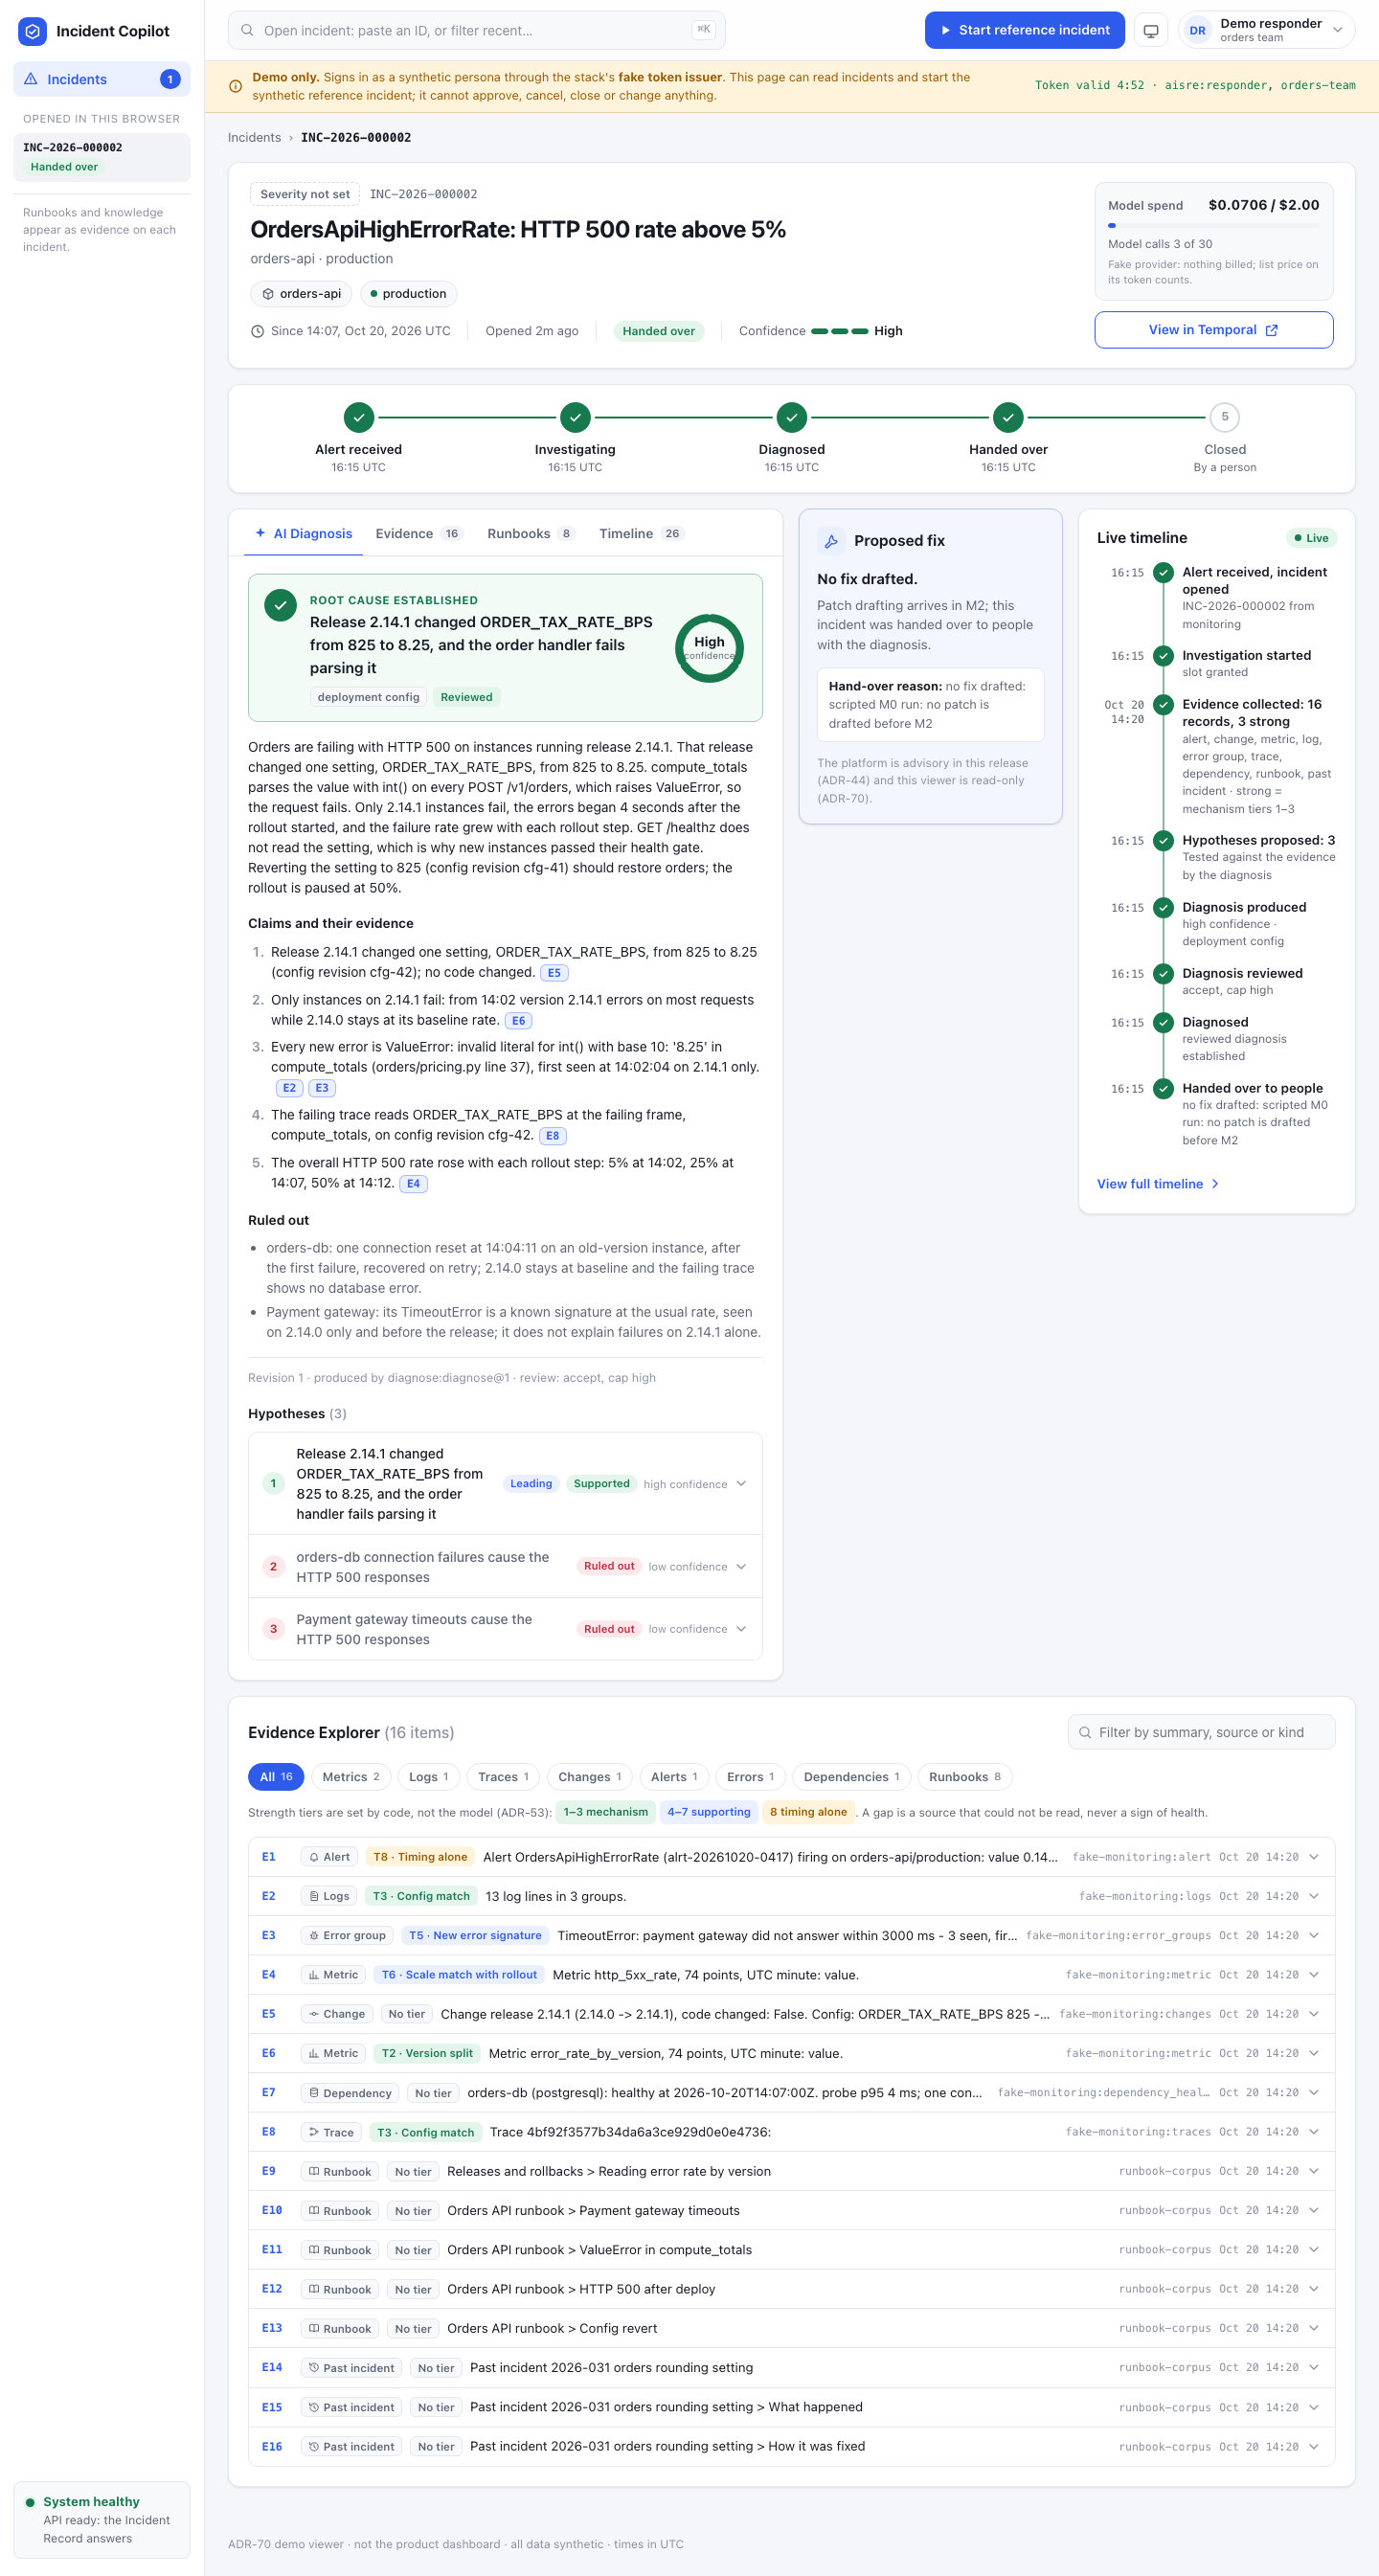 Incident Copilot
Incidents
1
OPENED IN THIS BROWSER
INC-2026-000002
Handed over
Runbooks and knowledge
appear as evidence on each
incident.
System healthy
API ready: the Incident
Record answers
Open incident: paste an ID, or filter recent...
⌘K
Start reference incident
DR
Demo responder
orders team
Demo only. Signs in as a synthetic persona through the stack's fake token issuer. This page can read incidents and start the
synthetic reference incident; it cannot approve, cancel, close or change anything.
Token valid 4:52 · aisre:responder, orders-team
Incidents › INC-2026-000002
Severity not set INC-2026-000002
OrdersApiHighErrorRate: HTTP 500 rate above 5%
orders-api · production
orders-api production
Since 14:07, Oct 20, 2026 UTC Opened 2m ago Handed over Confidence High
Model spend $0.0706 / $2.00
Model calls 3 of 30
Fake provider: nothing billed; list price on
its token counts.
View in Temporal
5
Alert received Investigating Diagnosed Handed over Closed
16:15 UTC 16:15 UTC 16:15 UTC 16:15 UTC By a person
AI Diagnosis Evidence 16 Runbooks 8 Timeline 26
ROOT CAUSE ESTABLISHED
Release 2.14.1 changed ORDER_TAX_RATE_BPS
from 825 to 8.25, and the order handler fails
parsing it
deployment config Reviewed
High
confidence
Orders are failing with HTTP 500 on instances running release 2.14.1. That release
changed one setting, ORDER_TAX_RATE_BPS, from 825 to 8.25. compute_totals
parses the value with int() on every POST /v1/orders, which raises ValueError, so
the request fails. Only 2.14.1 instances fail, the errors began 4 seconds after the
rollout started, and the failure rate grew with each rollout step. GET /healthz does
not read the setting, which is why new instances passed their health gate.
Reverting the setting to 825 (config revision cfg-41) should restore orders; the
rollout is paused at 50%.
Claims and their evidence
1. Release 2.14.1 changed one setting, ORDER_TAX_RATE_BPS, from 825 to 8.25
(config revision cfg-42); no code changed. E5
2. Only instances on 2.14.1 fail: from 14:02 version 2.14.1 errors on most requests
while 2.14.0 stays at its baseline rate. E6
3. Every new error is ValueError: invalid literal for int() with base 10: '8.25' in
compute_totals (orders/pricing.py line 37), first seen at 14:02:04 on 2.14.1 only.
E2 E3
4. The failing trace reads ORDER_TAX_RATE_BPS at the failing frame,
compute_totals, on config revision cfg-42. E8
5. The overall HTTP 500 rate rose with each rollout step: 5% at 14:02, 25% at
14:07, 50% at 14:12. E4
Ruled out
• orders-db: one connection reset at 14:04:11 on an old-version instance, after
the first failure, recovered on retry; 2.14.0 stays at baseline and the failing trace
shows no database error.
• Payment gateway: its TimeoutError is a known signature at the usual rate, seen
on 2.14.0 only and before the release; it does not explain failures on 2.14.1 alone.
Revision 1 · produced by diagnose:diagnose@1 · review: accept, cap high
Hypotheses (3)
1
Release 2.14.1 changed
ORDER_TAX_RATE_BPS from
825 to 8.25, and the order
handler fails parsing it
Leading Supported high confidence
2
orders-db connection failures cause the
HTTP 500 responses
Ruled out low confidence
3
Payment gateway timeouts cause the
HTTP 500 responses
Ruled out low confidence
Proposed fix
No fix drafted.
Patch drafting arrives in M2; this
incident was handed over to people
with the diagnosis.
Hand-over reason: no fix drafted:
scripted M0 run: no patch is
drafted before M2
The platform is advisory in this release
(ADR-44) and this viewer is read-only
(ADR-70).
Live timeline
Live
16:15 Alert received, incident
opened
INC-2026-000002 from
monitoring
16:15 Investigation started
slot granted
Oct 20
14:20
Evidence collected: 16
records, 3 strong
alert, change, metric, log,
error group, trace,
dependency, runbook, past
incident · strong =
mechanism tiers 1–3
16:15 Hypotheses proposed: 3
Tested against the evidence
by the diagnosis
16:15 Diagnosis produced
high confidence ·
deployment config
16:15 Diagnosis reviewed
accept, cap high
16:15 Diagnosed
reviewed diagnosis
established
16:15 Handed over to people
no fix drafted: scripted M0
run: no patch is drafted
before M2
View full timeline
Evidence Explorer (16 items)
Filter by summary, source or kind
All 16 Metrics 2 Logs 1 Traces 1 Changes 1 Alerts 1 Errors 1 Dependencies 1 Runbooks 8
Strength tiers are set by code, not the model (ADR-53): 1–3 mechanism 4–7 supporting 8 timing alone . A gap is a source that could not be read, never a sign of health.
E1 Alert T8 · Timing alone Alert OrdersApiHighErrorRate (alrt-20261020-0417) firing on orders-api/production: value 0.14... fake-monitoring:alert Oct 20 14:20
E2 Logs T3 · Config match 13 log lines in 3 groups. fake-monitoring:logs Oct 20 14:20
E3 Error group T5 · New error signature TimeoutError: payment gateway did not answer within 3000 ms - 3 seen, fir... fake-monitoring:error_groups Oct 20 14:20
E4 Metric T6 · Scale match with rollout Metric http_5xx_rate, 74 points, UTC minute: value. fake-monitoring:metric Oct 20 14:20
E5 Change No tier Change release 2.14.1 (2.14.0 -> 2.14.1), code changed: False. Config: ORDER_TAX_RATE_BPS 825 -... fake-monitoring:changes Oct 20 14:20
E6 Metric T2 · Version split Metric error_rate_by_version, 74 points, UTC minute: value. fake-monitoring:metric Oct 20 14:20
E7 Dependency No tier orders-db (postgresql): healthy at 2026-10-20T14:07:00Z. probe p95 4 ms; one con... fake-monitoring:dependency_heal… Oct 20 14:20
E8 Trace T3 · Config match Trace 4bf92f3577b34da6a3ce929d0e0e4736: fake-monitoring:traces Oct 20 14:20
E9 Runbook No tier Releases and rollbacks > Reading error rate by version runbook-corpus Oct 20 14:20
E10 Runbook No tier Orders API runbook > Payment gateway timeouts runbook-corpus Oct 20 14:20
E11 Runbook No tier Orders API runbook > ValueError in compute_totals runbook-corpus Oct 20 14:20
E12 Runbook No tier Orders API runbook > HTTP 500 after deploy runbook-corpus Oct 20 14:20
E13 Runbook No tier Orders API runbook > Config revert runbook-corpus Oct 20 14:20
E14 Past incident No tier Past incident 2026-031 orders rounding setting runbook-corpus Oct 20 14:20
E15 Past incident No tier Past incident 2026-031 orders rounding setting > What happened runbook-corpus Oct 20 14:20
E16 Past incident No tier Past incident 2026-031 orders rounding setting > How it was fixed runbook-corpus Oct 20 14:20
ADR-70 demo viewer · not the product dashboard · all data synthetic · times in UTC